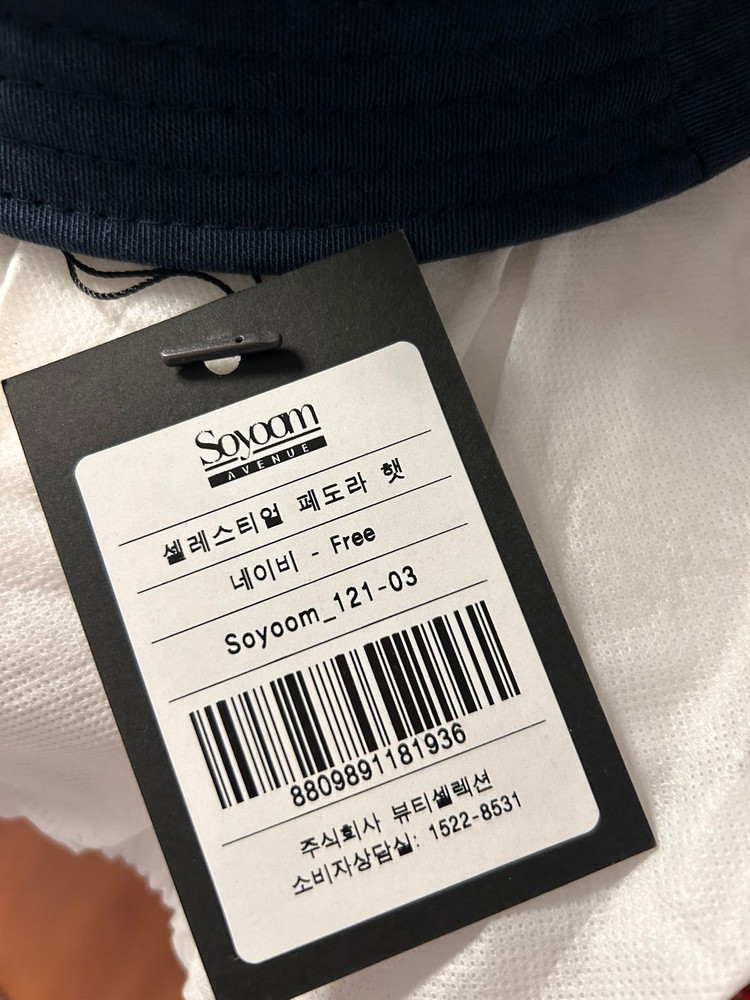 Soyoom
AVENUE
셀레스티얼 페도라 햇
네이비 - Free
Soyoom_121-03
8809891181936
주식회사 뷰티셀렉션
소비자상담실: 1522-8531